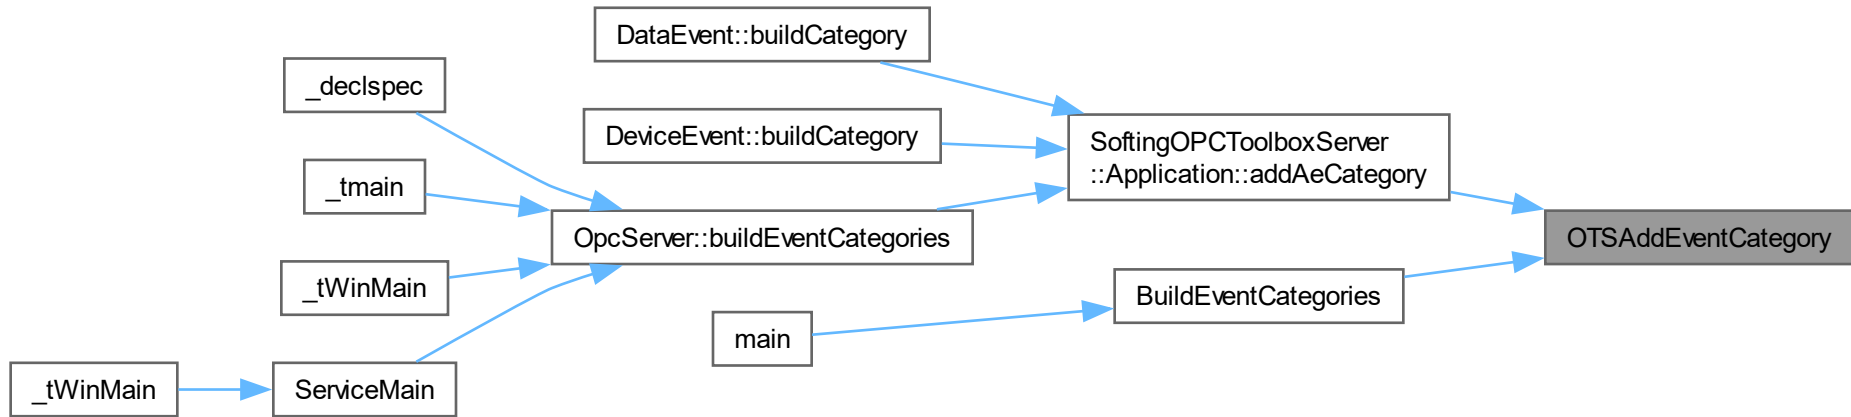 DataEvent::buildCategory
_declspec
DeviceEvent::buildCategory
SoftingOPCToolboxServer
::Application::addAeCategory
_tmain
OpcServer::buildEventCategories
OTSAddEventCategory
_tWinMain
BuildEventCategories
main
_tWinMain
ServiceMain